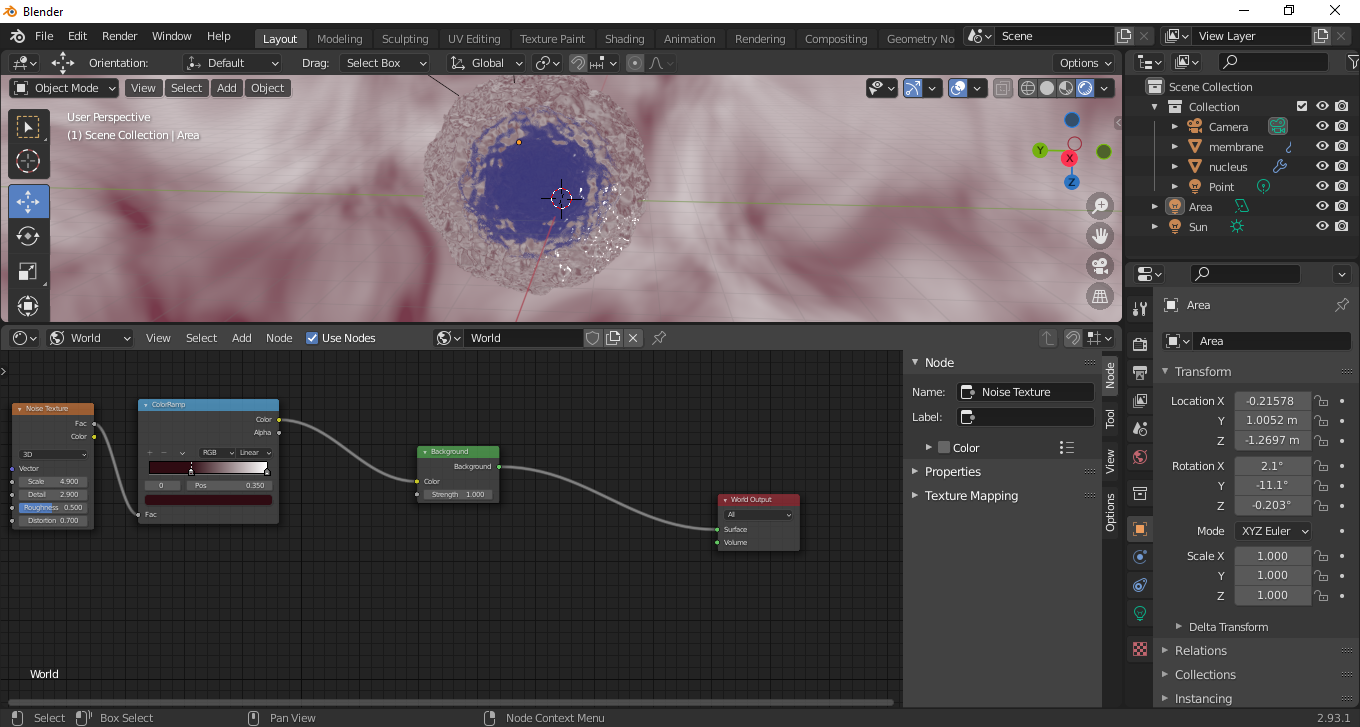 Blender
File Edit Render Window Help Layout Modeling Sculpting UV Editing Texture Paint Shading Animation Rendering Compositing Geometry No Scene View Layer
Orientation: Default Drag: Select Box Global Options
Object Mode View Select Add Object
User Perspective
(1) Scene Collection | Area
Y
X
Z
Scene Collection
Collection
Camera
membrane
nucleus
Point
Area
Sun
World View Select Add Node Use Nodes World
Noise Texture
Fac
Color
3D
Vector
Scale 4.900
Detail 2.900
Roughness 0.500
Distortion 0.700
ColorRamp
Color
Alpha
RGB Linear
0 Pos 0.350
Fac
Background
Background
Color
Strength 1.000
World Output
All
Surface
Volume
World
Node
Name: Noise Texture
Label:
Color
Properties
Texture Mapping
Node
Tool
View
Options
Area
Area
Transform
Location X -0.21578
Y 1.0052 m
Z -1.2697 m
Rotation X 2.1°
Y -11.1°
Z -0.203°
Mode XYZ Euler
Scale X 1.000
Y 1.000
Z 1.000
Delta Transform
Relations
Collections
Instancing
Select Box Select Pan View Node Context Menu 2.93.1